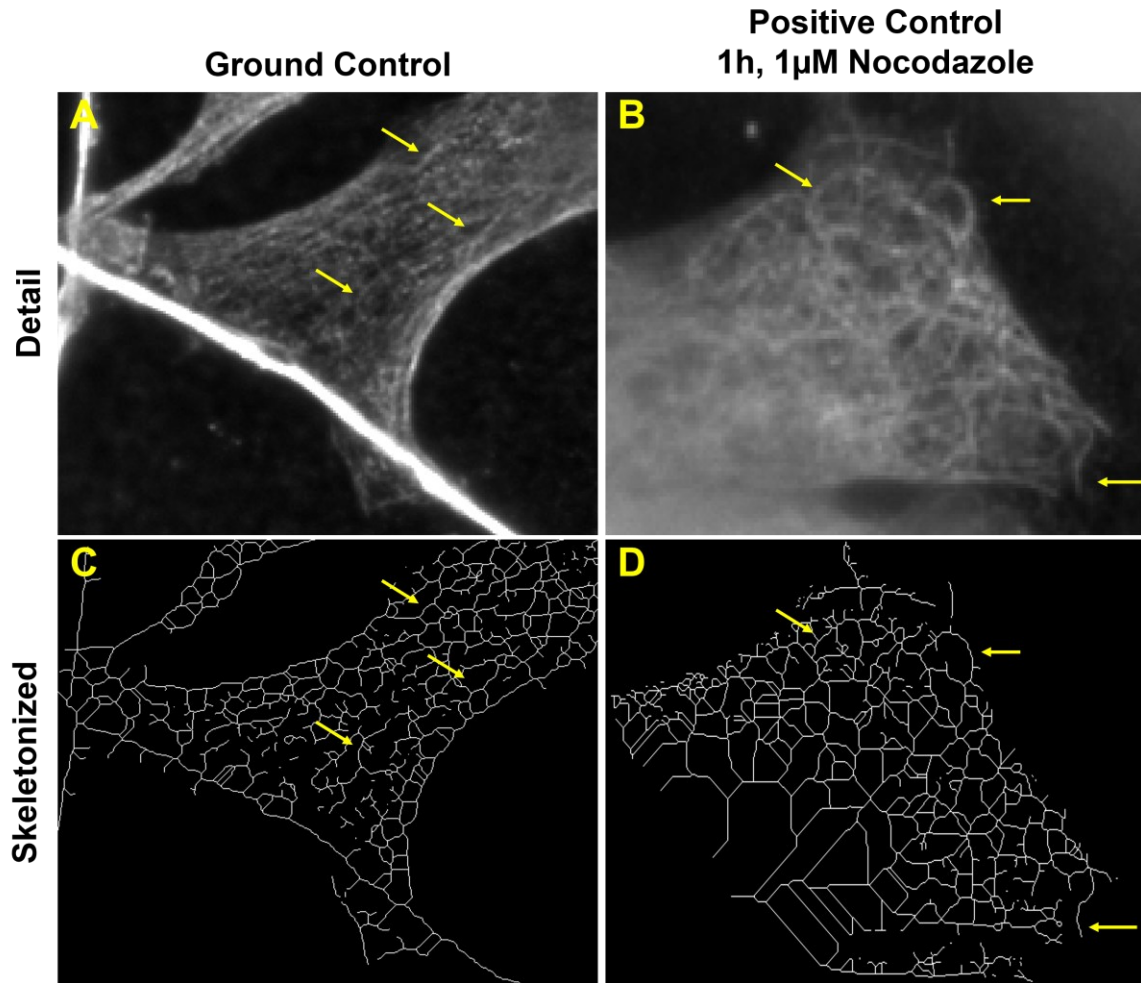 Ground Control
Positive Control
1h, 1µM Nocodazole
Detail
A
B
Skeletonized
C
D